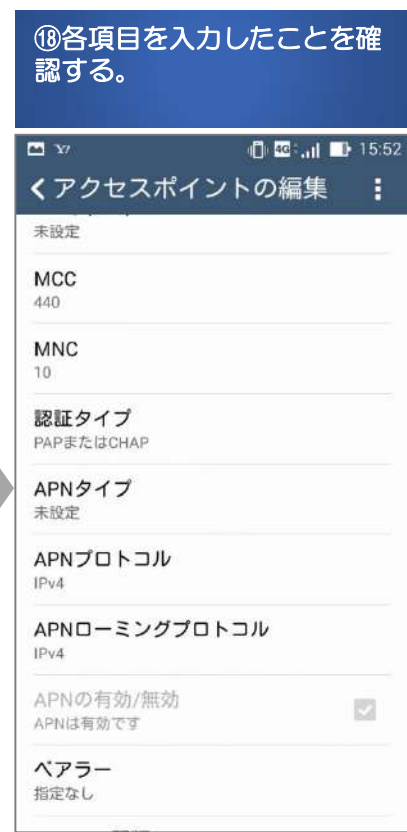 ⑱各項目を入力したことを確
認する。
4G 15:52
アクセスポイントの編集
未設定
MCC
440
MNC
10
認証タイプ
PAPまたはCHAP
APNタイプ
未設定
APNプロトコル
IPv4
APNローミングプロトコル
IPv4
APNの有効/無効
APNは有効です
ベアラー
指定なし